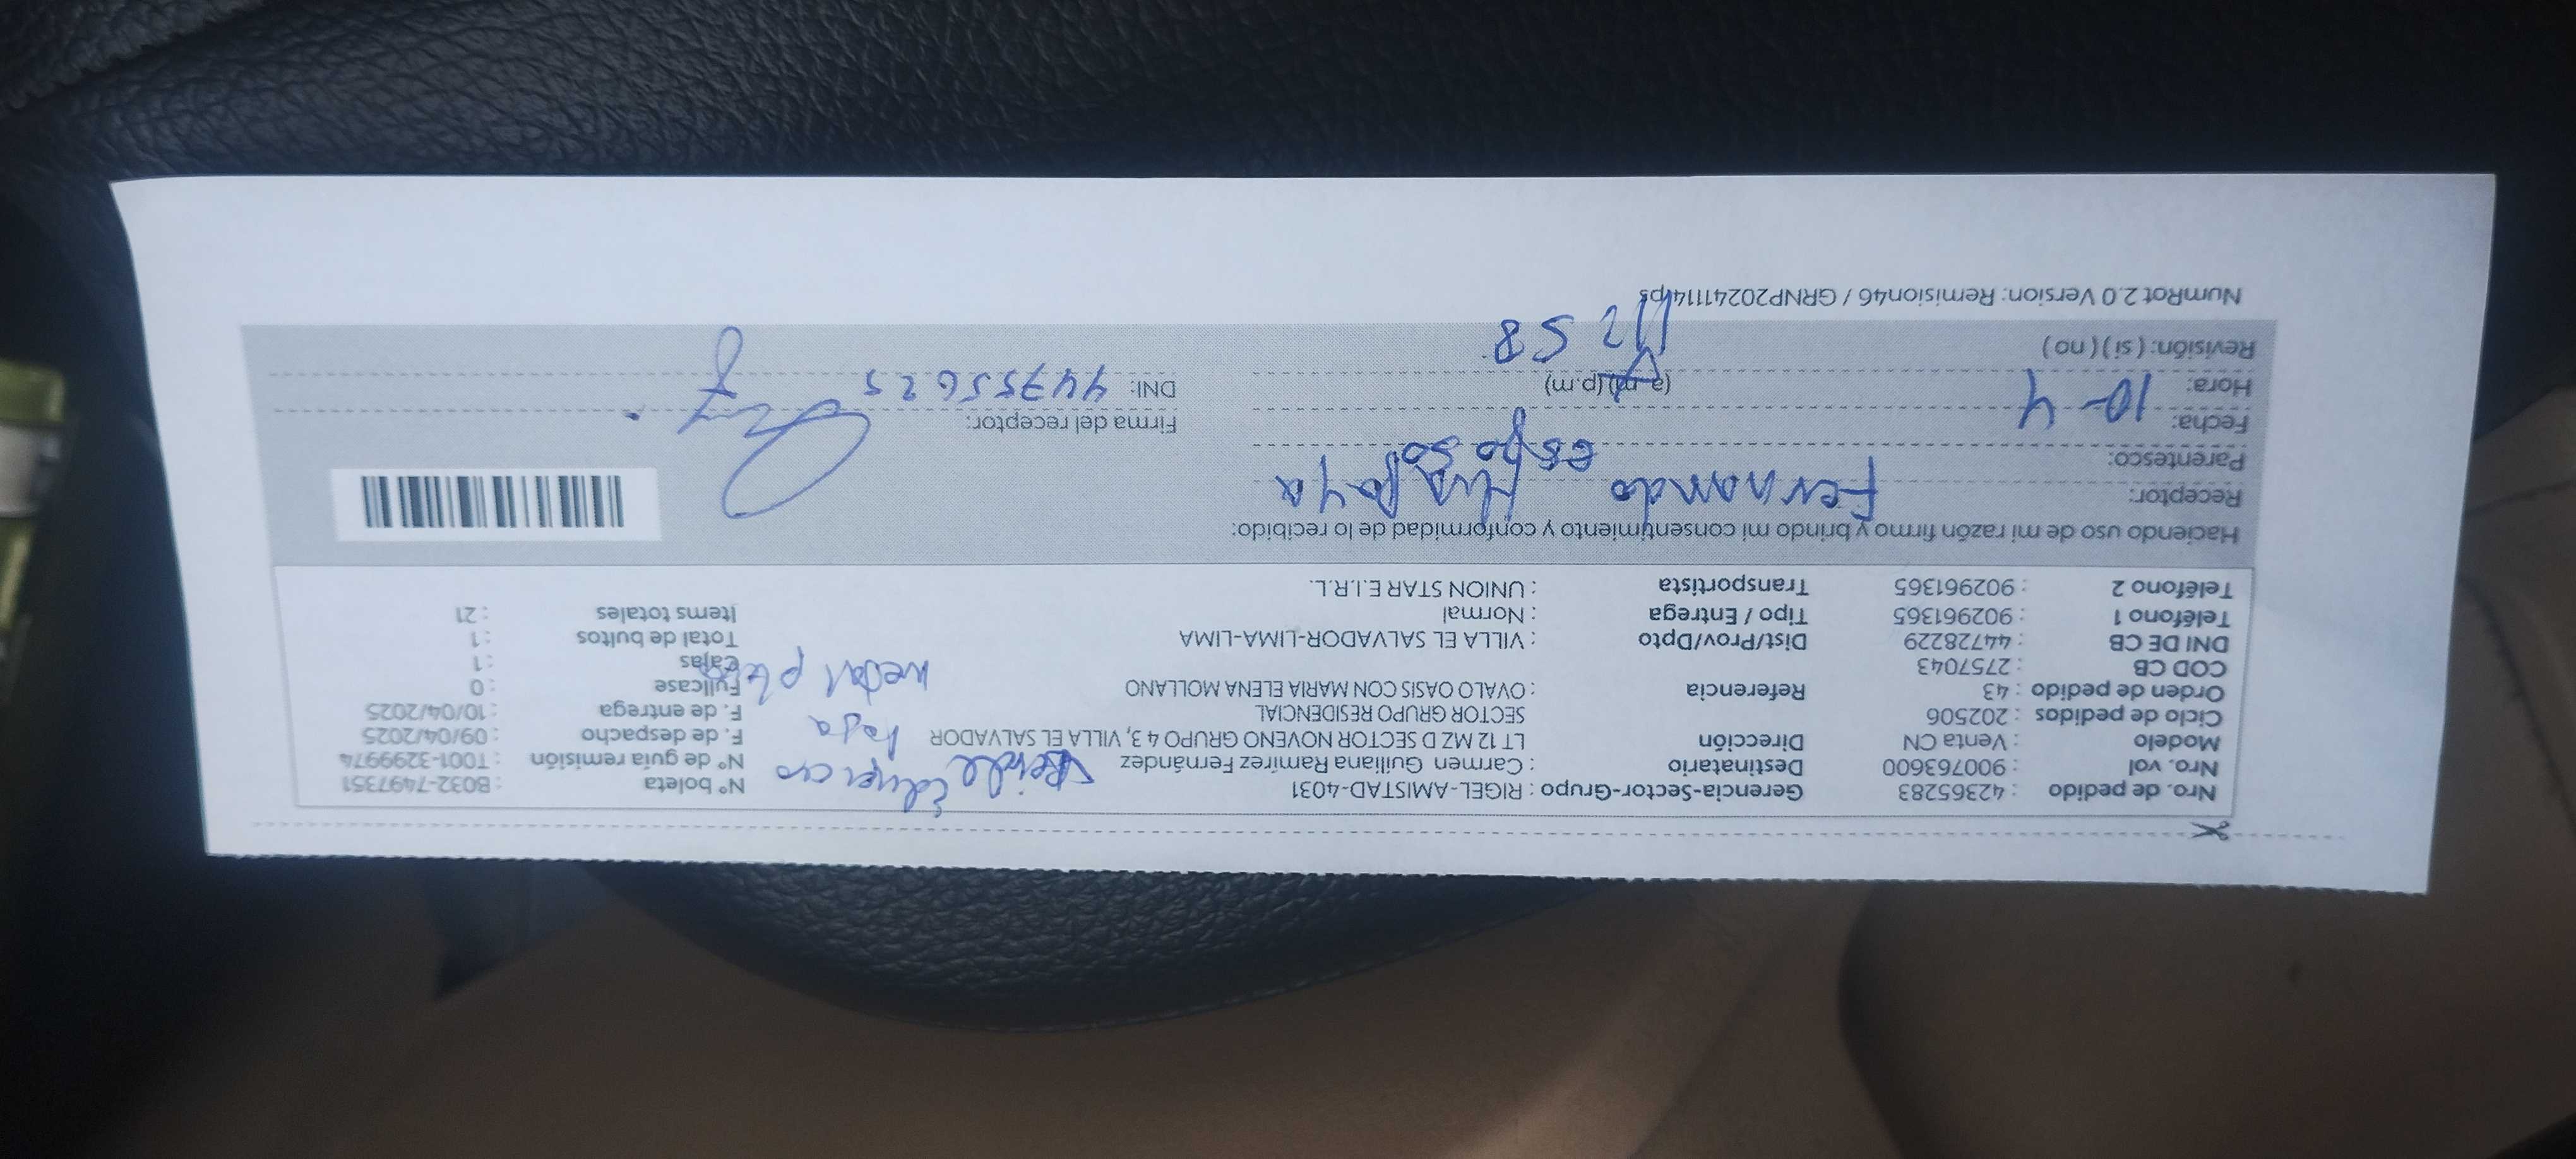 Nro. de pedido : 42365283 Gerencia-Sector-Grupo : RIGEL-AMISTAD-4031 N° boleta : B032-7497351
Nro. vol : 900763600 Destinatario : Carmen Guiliana Ramírez Fernández N° de guía remisión : T001-3299974
Modelo : Venta CN Dirección : LT 12 MZ D SECTOR NOVENO GRUPO 43, VILLA EL SALVADOR F. de despacho : 09/04/2025
Ciclo de pedidos : 202506 SECTOR GRUPO RESIDENCIAL F. de entrega : 10/04/2025
Orden de pedido : 43 Referencia : OVALO OASIS CON MARIA ELENA MOLLANO Fullcase : 0
COD CB : 2757043 Cajas : 1
DNI DE CB : 44728229 Dist/Prov/Dpto : VILLA EL SALVADOR-LIMA-LIMA Total de bultos : 1
Teléfono 1 : 902961365 Tipo / Entrega : Normal Items totales : 21
Teléfono 2 : 902961365 Transportista : UNION STAR E.I.R.L.
Haciendo uso de mi razón firmo y brindo mi consentimiento y conformidad de lo recibido:
Receptor: Fernando
Parentesco: esposo
Fecha: 10-4 Firma del receptor:
Hora: (a.m) (p.m) DNI: 44755625
Revisión: ( si ) ( no )
NumRot 2.0 Version: Remision46 / GRNP20241114lps